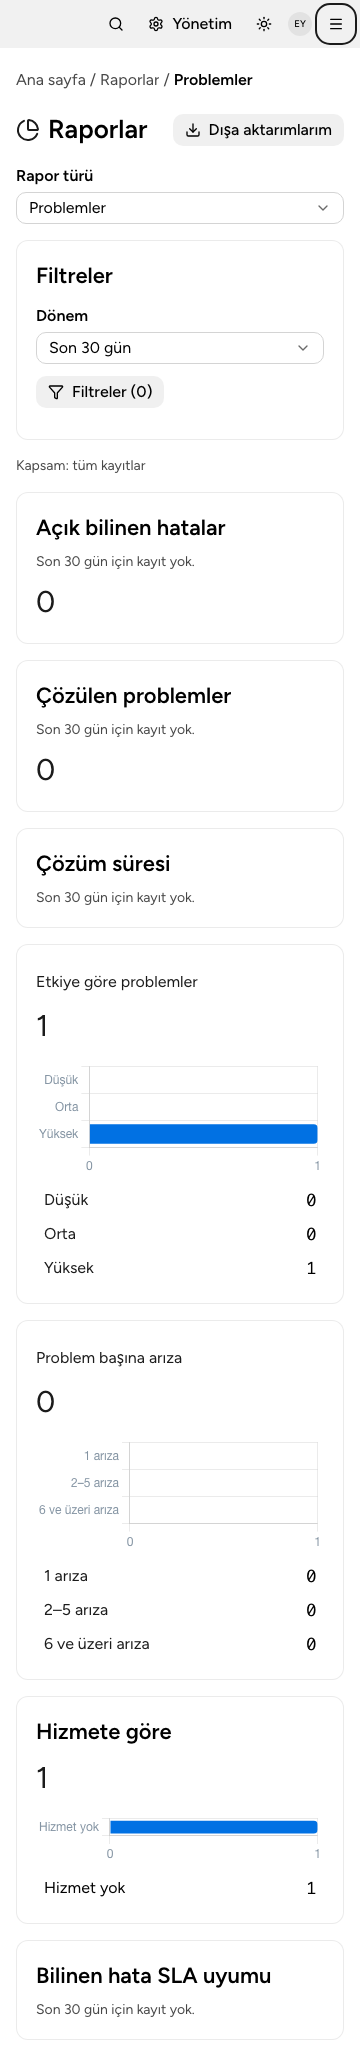 Yönetim
EY
Ana sayfa / Raporlar / Problemler
Raporlar
Dışa aktarımlarım
Rapor türü
Problemler
Filtreler
Dönem
Son 30 gün
Filtreler (0)
Kapsam: tüm kayıtlar
Açık bilinen hatalar
Son 30 gün için kayıt yok.
0
Çözülen problemler
Son 30 gün için kayıt yok.
0
Çözüm süresi
Son 30 gün için kayıt yok.
Etkiye göre problemler
1
Düşük
Orta
Yüksek
0 1
Düşük 0
Orta 0
Yüksek 1
Problem başına arıza
0
1 arıza
2–5 arıza
6 ve üzeri arıza
0 1
1 arıza 0
2–5 arıza 0
6 ve üzeri arıza 0
Hizmete göre
1
Hizmet yok
0 1
Hizmet yok 1
Bilinen hata SLA uyumu
Son 30 gün için kayıt yok.